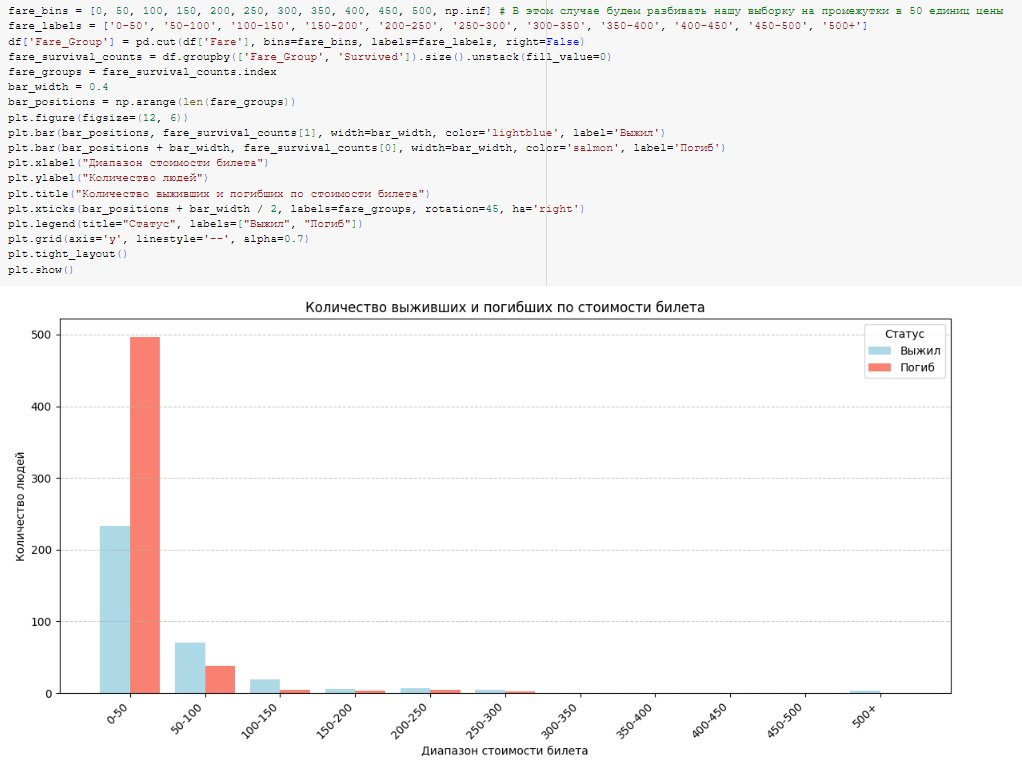 fare_bins = [0, 50, 100, 150, 200, 250, 300, 350, 400, 450, 500, np.inf] # В этом случае будем разбивать нашу выборку на промежутки в 50 единиц цены
fare_labels = ['0-50', '50-100', '100-150', '150-200', '200-250', '250-300', '300-350', '350-400', '400-450', '450-500', '500+']
df['Fare_Group'] = pd.cut(df['Fare'], bins=fare_bins, labels=fare_labels, right=False)
fare_survival_counts = df.groupby(['Fare_Group', 'Survived']).size().unstack(fill_value=0)
fare_groups = fare_survival_counts.index
bar_width = 0.4
bar_positions = np.arange(len(fare_groups))
plt.figure(figsize=(12, 6))
plt.bar(bar_positions, fare_survival_counts[1], width=bar_width, color='lightblue', label='Выжил')
plt.bar(bar_positions + bar_width, fare_survival_counts[0], width=bar_width, color='salmon', label='Погиб')
plt.xlabel("Диапазон стоимости билета")
plt.ylabel("Количество людей")
plt.title("Количество выживших и погибших по стоимости билета")
plt.xticks(bar_positions + bar_width / 2, labels=fare_groups, rotation=45, ha='right')
plt.legend(title="Статус", labels=["Выжил", "Погиб"])
plt.grid(axis='y', linestyle='--', alpha=0.7)
plt.tight_layout()
plt.show()
Количество выживших и погибших по стоимости билета
Статус
Выжил
Погиб
Количество людей
500
400
300
200
100
0
0-50
50-100
100-150
150-200
200-250
250-300
300-350
350-400
400-450
450-500
500+
Диапазон стоимости билета